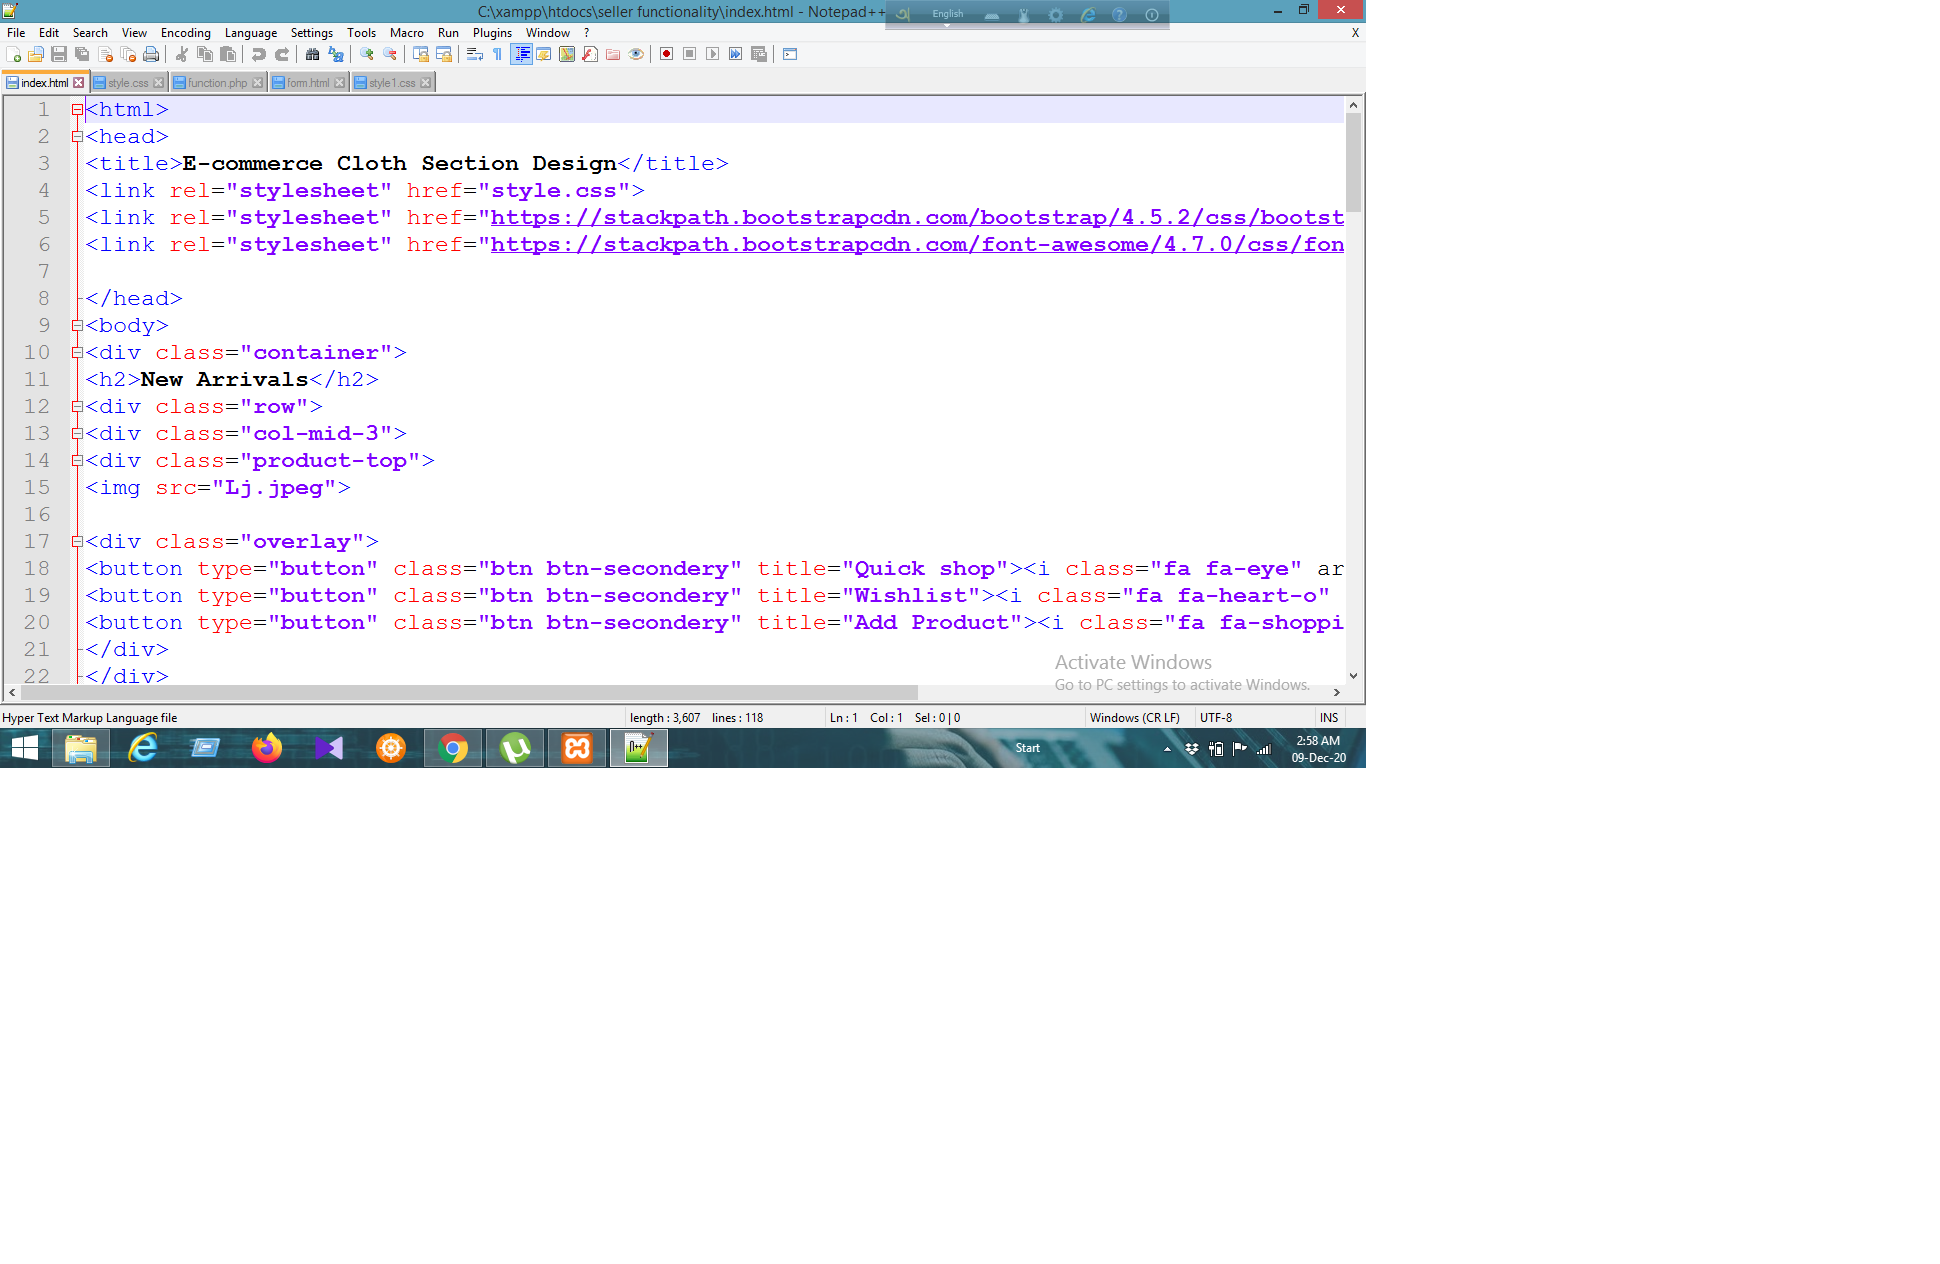 C:\xampp\htdocs\seller functionality\index.html - Notepad++
English
File Edit Search View Encoding Language Settings Tools Macro Run Plugins Window ? X
index.html style.css function.php form.html style1.css
1 <html>
2 <head>
3 <title>E-commerce Cloth Section Design</title>
4 <link rel="stylesheet" href="style.css">
5 <link rel="stylesheet" href="https://stackpath.bootstrapcdn.com/bootstrap/4.5.2/css/bootst
6 <link rel="stylesheet" href="https://stackpath.bootstrapcdn.com/font-awesome/4.7.0/css/fon
7
8 </head>
9 <body>
10 <div class="container">
11 <h2>New Arrivals</h2>
12 <div class="row">
13 <div class="col-mid-3">
14 <div class="product-top">
15 <img src="Lj.jpeg">
16
17 <div class="overlay">
18 <button type="button" class="btn btn-secondery" title="Quick shop"><i class="fa fa-eye" ar
19 <button type="button" class="btn btn-secondery" title="Wishlist"><i class="fa fa-heart-o"
20 <button type="button" class="btn btn-secondery" title="Add Product"><i class="fa fa-shoppi
21 </div>
22 </div>
Activate Windows
Go to PC settings to activate Windows.
Hyper Text Markup Language file length : 3,607 lines : 118 Ln : 1 Col : 1 Sel : 0 | 0 Windows (CR LF) UTF-8 INS
Start
2:58 AM
09-Dec-20